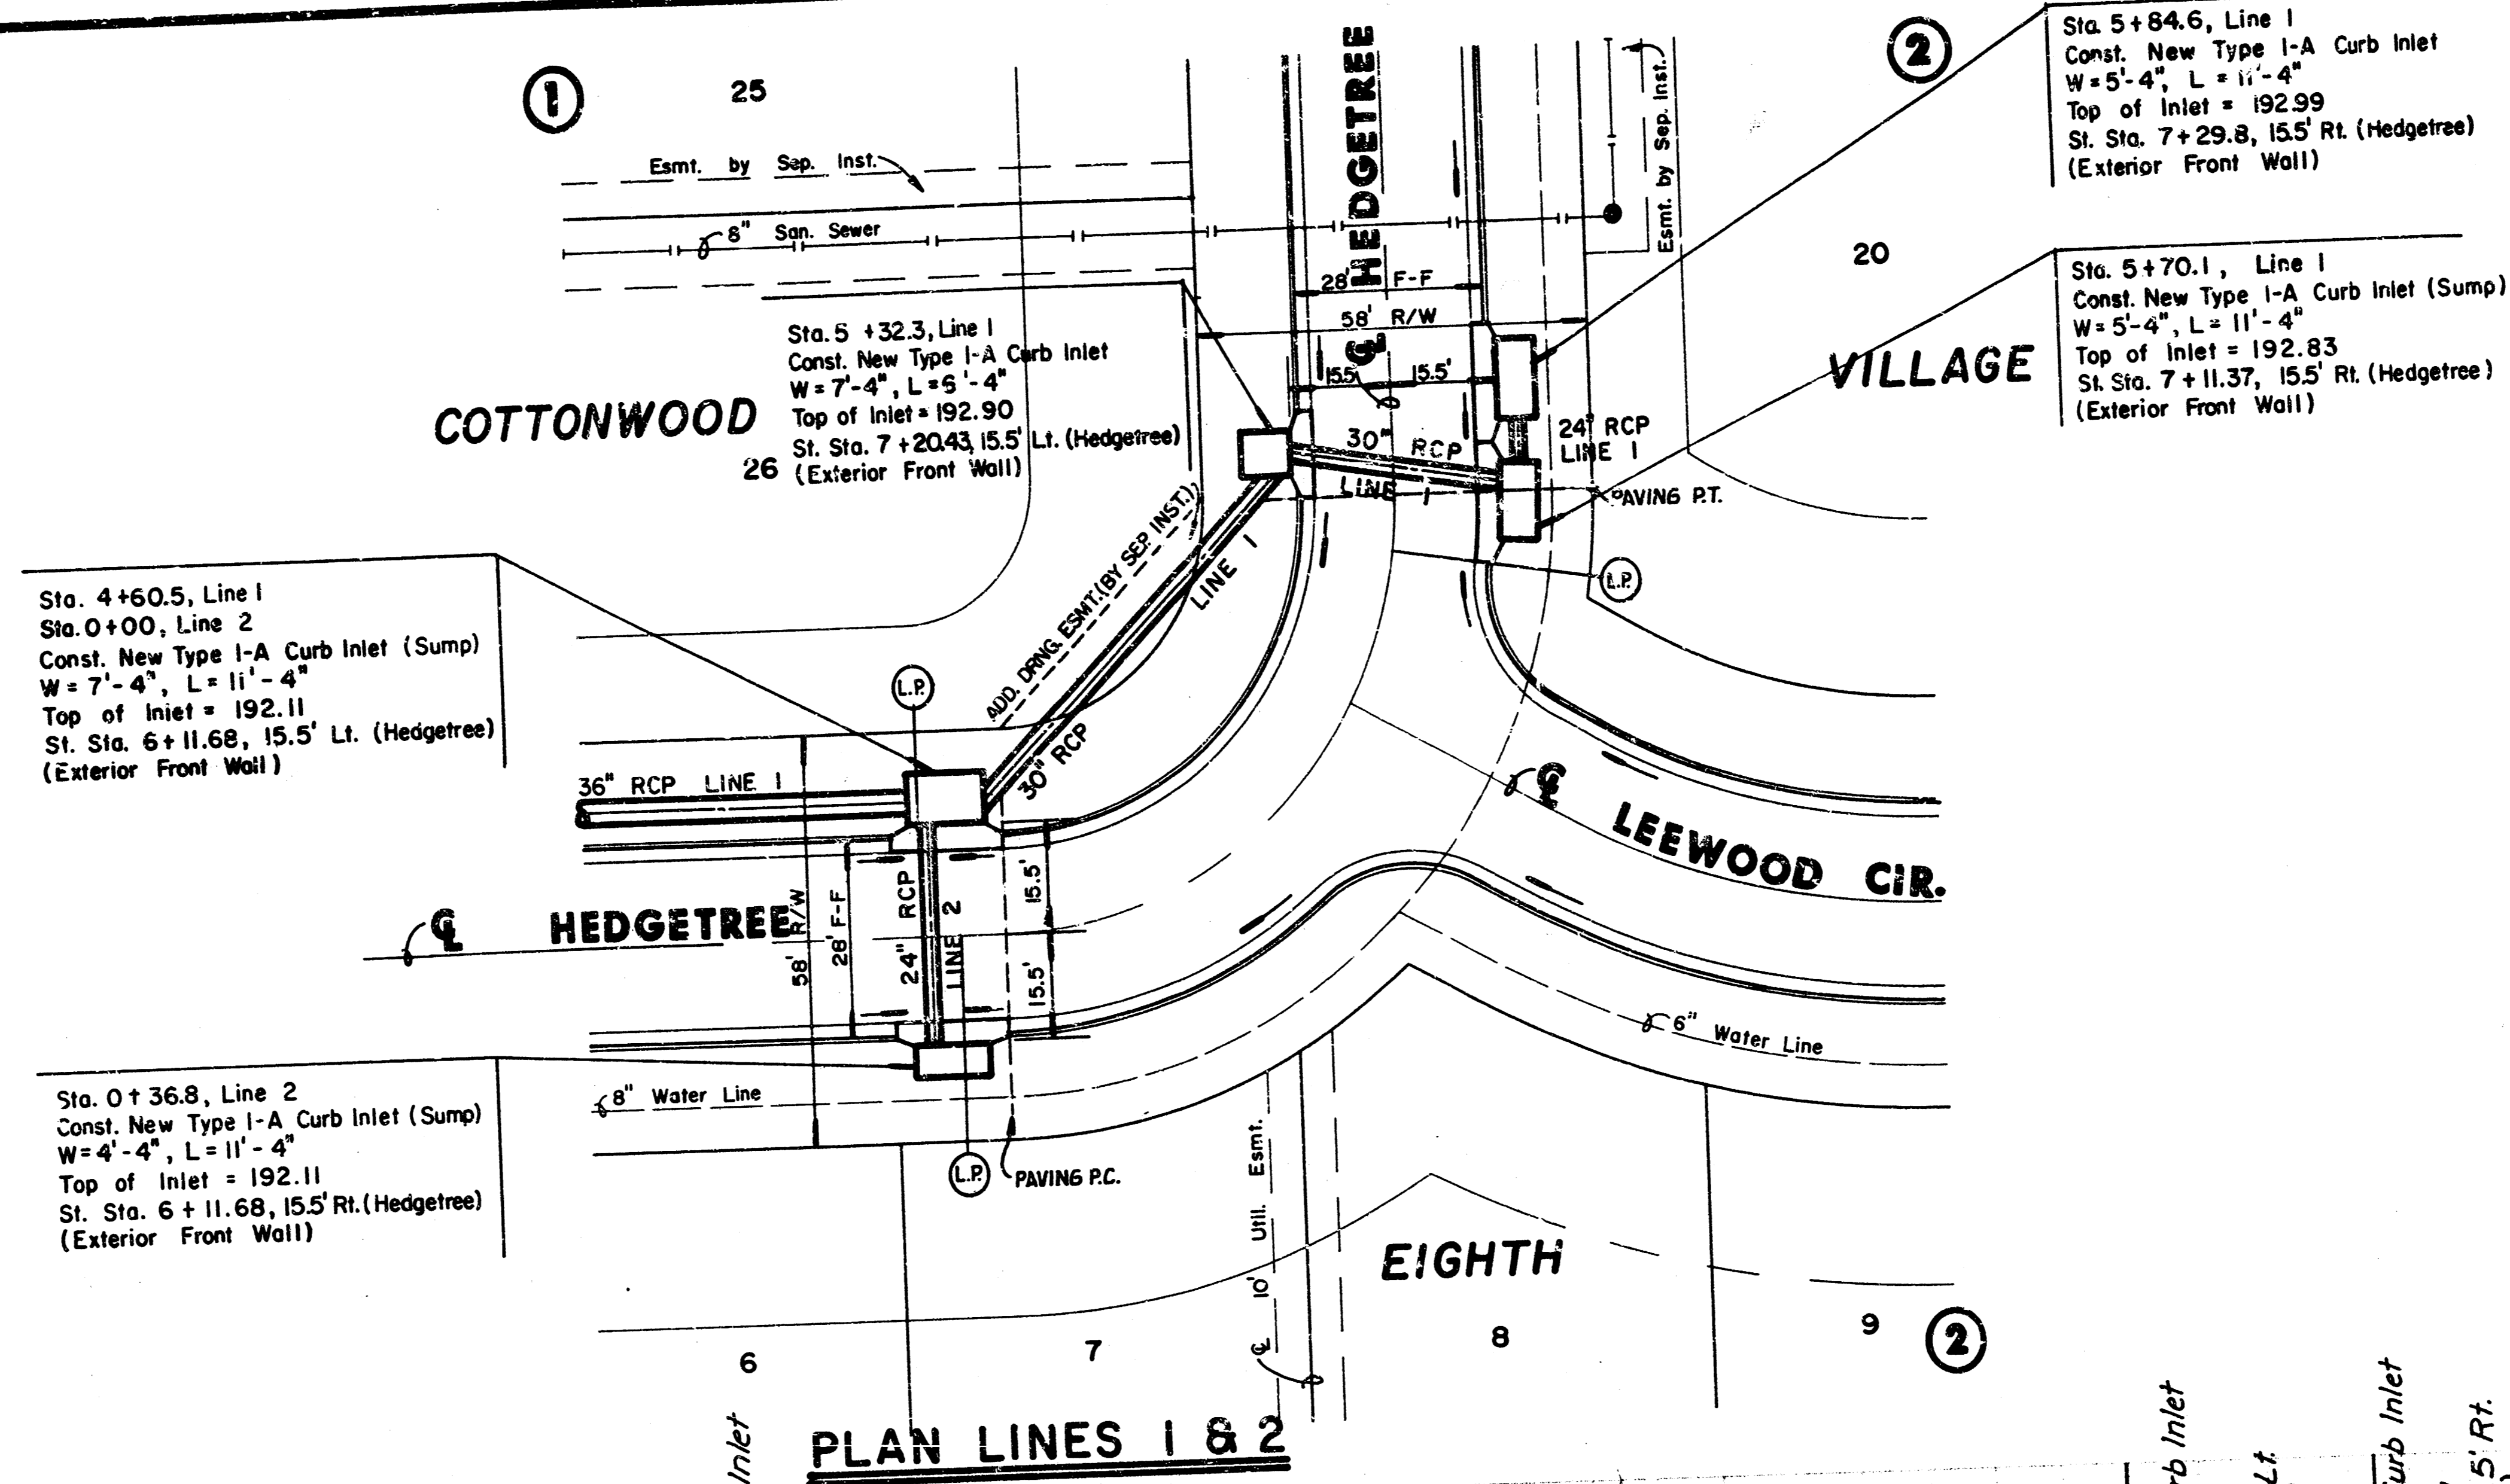 1
25
HEDGETREE
Esmt. by Sep. Inst.
2
Sta. 5+84.6, Line 1
Const. New Type 1-A Curb Inlet
W=5'-4", L = 11'-4"
Top of Inlet = 192.99
St. Sta. 7+29.8, 15.5' Rt. (Hedgetree)
(Exterior Front Wall)
Esmt. by Sep. Inst.
8" San. Sewer
20
28' F-F
58' R/W
℄
15.5' 15.5'
Sta. 5+70.1, Line 1
Const. New Type 1-A Curb Inlet (Sump)
W=5'-4", L= 11'-4"
Top of Inlet = 192.83
St. Sta. 7+11.37, 15.5' Rt. (Hedgetree)
(Exterior Front Wall)
Sta. 5+32.3, Line 1
Const. New Type 1-A Curb Inlet
W=7'-4", L=6'-4"
Top of Inlet = 192.90
St. Sta. 7+20.43, 15.5' Lt. (Hedgetree)
(Exterior Front Wall)
COTTONWOOD
26
VILLAGE
30" RCP
LINE 1
24" RCP
LINE 1
PAVING P.T.
L.P.
ADD. DRNG. ESMT. (BY SEP. INST.)
LINE 1
30" RCP
Sta. 4+60.5, Line 1
Sta. 0+00, Line 2
Const. New Type 1-A Curb Inlet (Sump)
W=7'-4", L=11'-4"
Top of Inlet = 192.11
St. Sta. 6+11.68, 15.5' Lt. (Hedgetree)
(Exterior Front Wall)
L.P.
36" RCP LINE 1
℄ LEEWOOD CIR.
℄ HEDGETREE
58' R/W
28' F-F
24" RCP
LINE 2
15.5'
15.5'
6" Water Line
Sta. 0+36.8, Line 2
Const. New Type 1-A Curb Inlet (Sump)
W=4'-4", L=11'-4"
Top of Inlet = 192.11
St. Sta. 6+11.68, 15.5' Rt. (Hedgetree)
(Exterior Front Wall)
8" Water Line
L.P.
PAVING P.C.
℄ 10' Util. Esmt.
EIGHTH
6
7
8
9
2
PLAN LINES 1 & 2
Inlet
Inlet
Lt.
Curb Inlet
5' Rt.